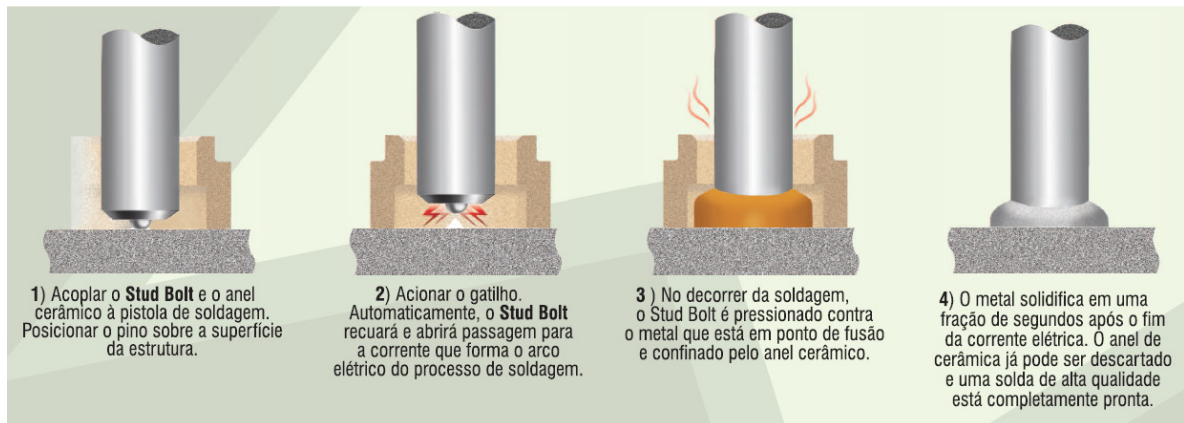 1) Acoplar o Stud Bolt e o anel
cerâmico à pistola de soldagem.
Posicionar o pino sobre a superfície
da estrutura.
2) Acionar o gatilho.
Automaticamente, o Stud Bolt
recuará e abrirá passagem para
a corrente que forma o arco
elétrico do processo de soldagem.
3 ) No decorrer da soldagem,
o Stud Bolt é pressionado contra
o metal que está em ponto de fusão
e confinado pelo anel cerâmico.
4) O metal solidifica em uma
fração de segundos após o fim
da corrente elétrica. O anel de
cerâmica já pode ser descartado
e uma solda de alta qualidade
está completamente pronta.